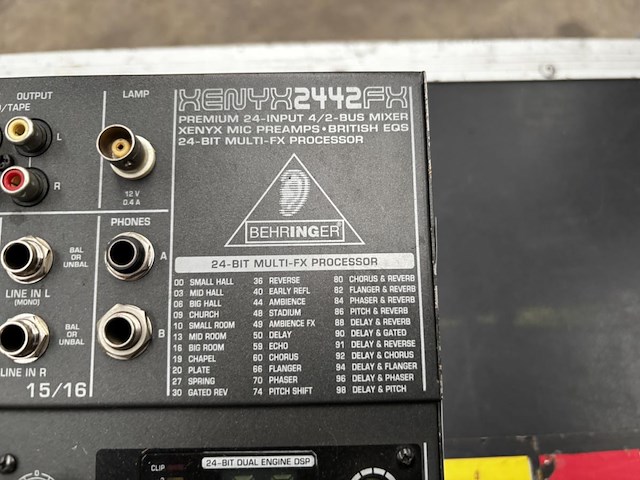 OUTPUT
/TAPE
L
R
LAMP
12 V
0.4 A
PHONES
A
B
BAL
OR
UNBAL
LINE IN L
(MONO)
BAL
OR
UNBAL
LINE IN R
15/16
XENYX2442FX
PREMIUM 24-INPUT 4/2-BUS MIXER
XENYX MIC PREAMPS • BRITISH EQS
24-BIT MULTI-FX PROCESSOR
BEHRINGER
24-BIT MULTI-FX PROCESSOR
00 SMALL HALL
03 MID HALL
06 BIG HALL
09 CHURCH
10 SMALL ROOM
13 MID ROOM
16 BIG ROOM
19 CHAPEL
20 PLATE
27 SPRING
30 GATED REV
36 REVERSE
40 EARLY REFL
44 AMBIENCE
48 STADIUM
49 AMBIENCE FX
50 DELAY
59 ECHO
60 CHORUS
66 FLANGER
70 PHASER
74 PITCH SHIFT
80 CHORUS & REVERB
82 FLANGER & REVERB
84 PHASER & REVERB
86 PITCH & REVERB
88 DELAY & REVERB
90 DELAY & GATED
91 DELAY & REVERSE
92 DELAY & CHORUS
94 DELAY & FLANGER
96 DELAY & PHASER
98 DELAY & PITCH
CLIP
24-BIT DUAL ENGINE DSP